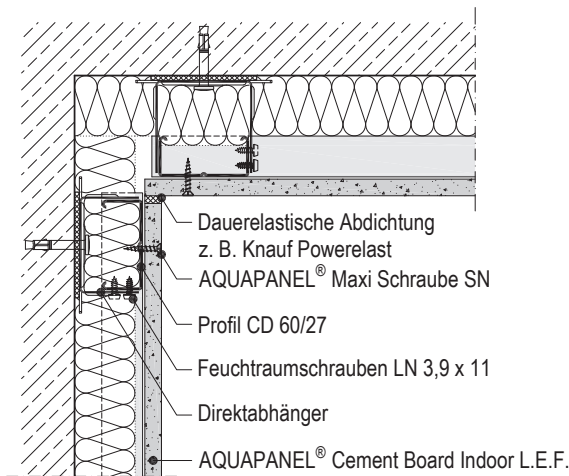 Dauerelastische Abdichtung
z. B. Knauf Powerelast
AQUAPANEL® Maxi Schraube SN
Profil CD 60/27
Feuchtraumschrauben LN 3,9 x 11
Direktabhänger
AQUAPANEL® Cement Board Indoor L.E.F.